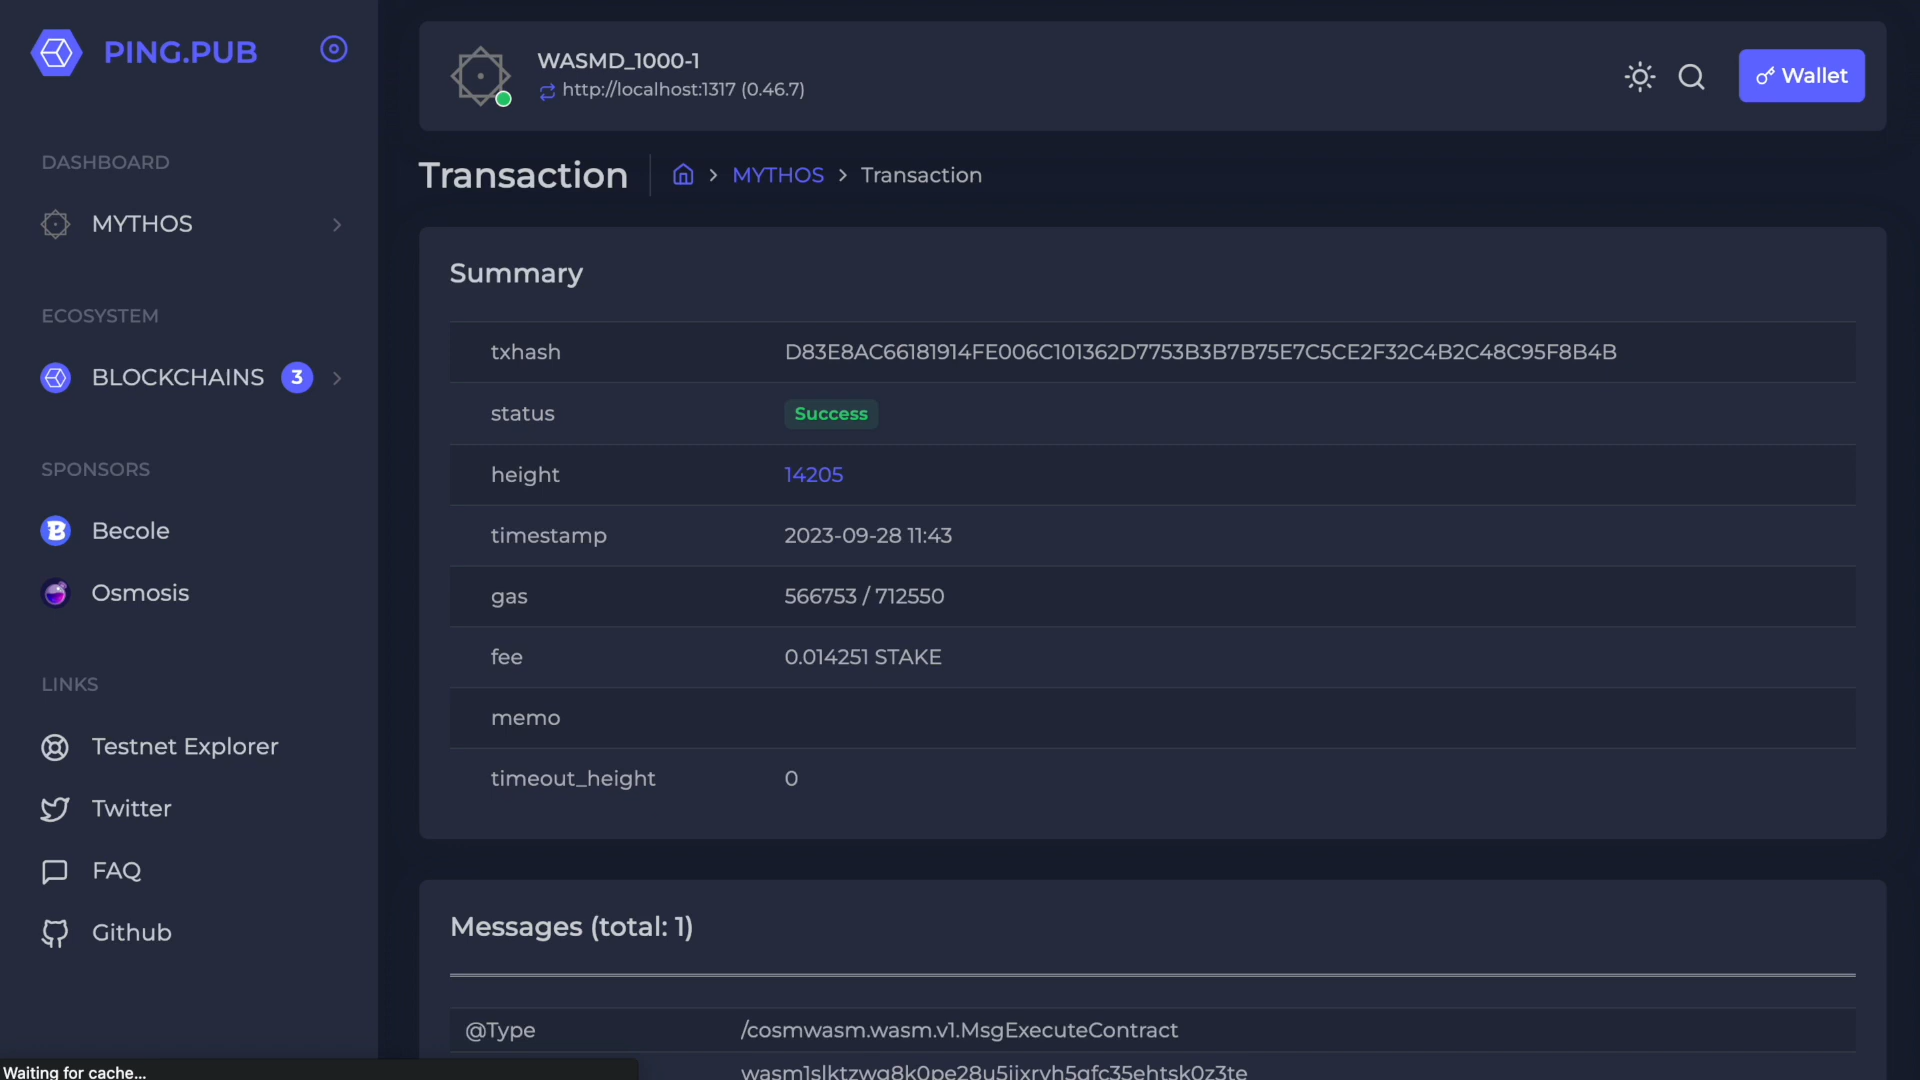 PING.PUB
DASHBOARD
MYTHOS
ECOSYSTEM
BLOCKCHAINS 3
SPONSORS
Becole
Osmosis
LINKS
Testnet Explorer
Twitter
FAQ
Github
Waiting for cache...
WASMD_1000-1
http://localhost:1317 (0.46.7)
Wallet
Transaction
MYTHOS > Transaction
Summary
txhash D83E8AC66181914FE006C101362D7753B3B7B75E7C5CE2F32C4B2C48C95F8B4B
status Success
height 14205
timestamp 2023-09-28 11:43
gas 566753 / 712550
fee 0.014251 STAKE
memo
timeout_height 0
Messages (total: 1)
@Type /cosmwasm.wasm.v1.MsgExecuteContract